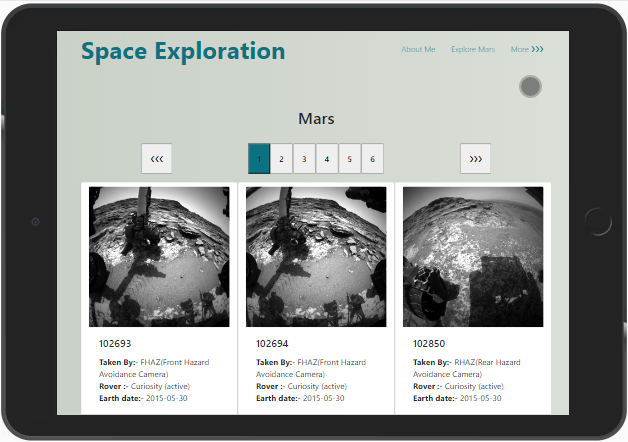 Space Exploration
About Me Explore Mars More ❯❯❯
Mars
❮❮❮ 1 2 3 4 5 6 ❯❯❯
102693
Taken By:- FHAZ(Front Hazard
Avoidance Camera)
Rover :- Curiosity (active)
Earth date:- 2015-05-30
102694
Taken By:- FHAZ(Front Hazard
Avoidance Camera)
Rover :- Curiosity (active)
Earth date:- 2015-05-30
102850
Taken By:- RHAZ(Rear Hazard
Avoidance Camera)
Rover :- Curiosity (active)
Earth date:- 2015-05-30